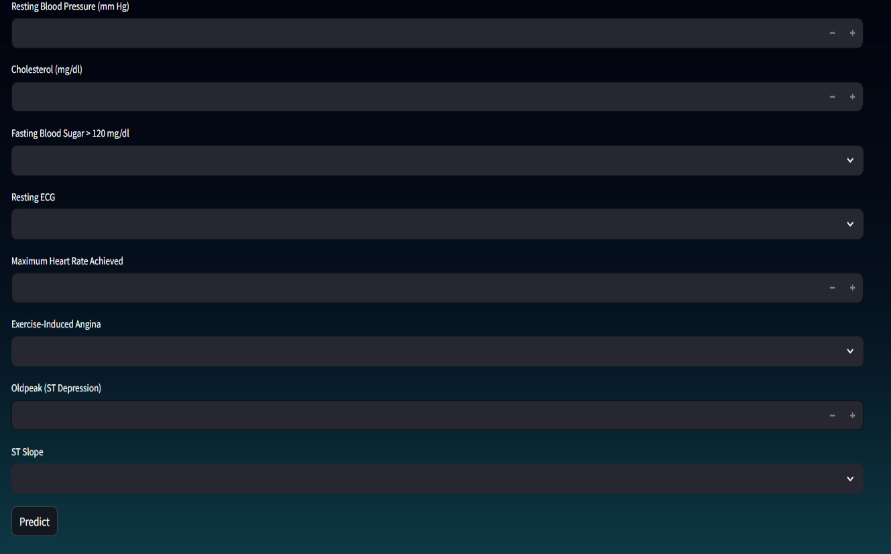 Resting Blood Pressure (mm Hg)
Cholesterol (mg/dl)
Fasting Blood Sugar > 120 mg/dl
Resting ECG
Maximum Heart Rate Achieved
Exercise-Induced Angina
Oldpeak (ST Depression)
ST Slope
Predict